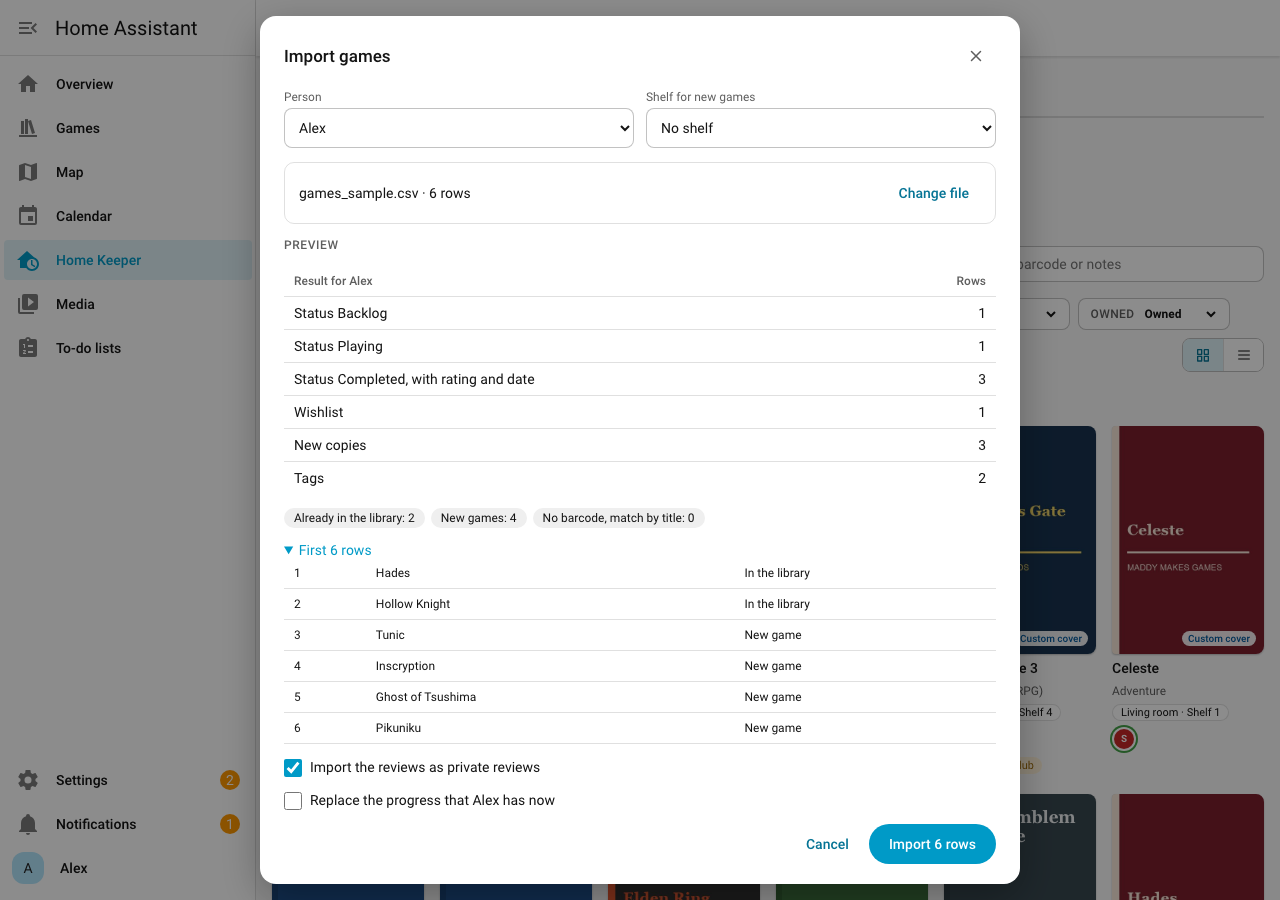 Home Assistant
Overview
Games
Map
Calendar
Home Keeper
Media
To-do lists
Settings
2
Notifications
1
A
Alex
Import games
Person
Shelf for new games
Alex
No shelf
games_sample.csv · 6 rows
Change file
PREVIEW
Result for Alex
Rows
Status Backlog
1
Status Playing
1
Status Completed, with rating and date
3
Wishlist
1
New copies
3
Tags
2
Already in the library: 2
New games: 4
No barcode, match by title: 0
First 6 rows
1 Hades In the library
2 Hollow Knight In the library
3 Tunic New game
4 Inscryption New game
5 Ghost of Tsushima New game
6 Pikuniku New game
Import the reviews as private reviews
Replace the progress that Alex has now
Cancel
Import 6 rows
barcode or notes
OWNED Owned
s Gate
Custom cover
e 3
RPG)
Shelf 4
Celeste
MADDY MAKES GAMES
Custom cover
Celeste
Adventure
Living room · Shelf 1
S
Elden Ring
Hades